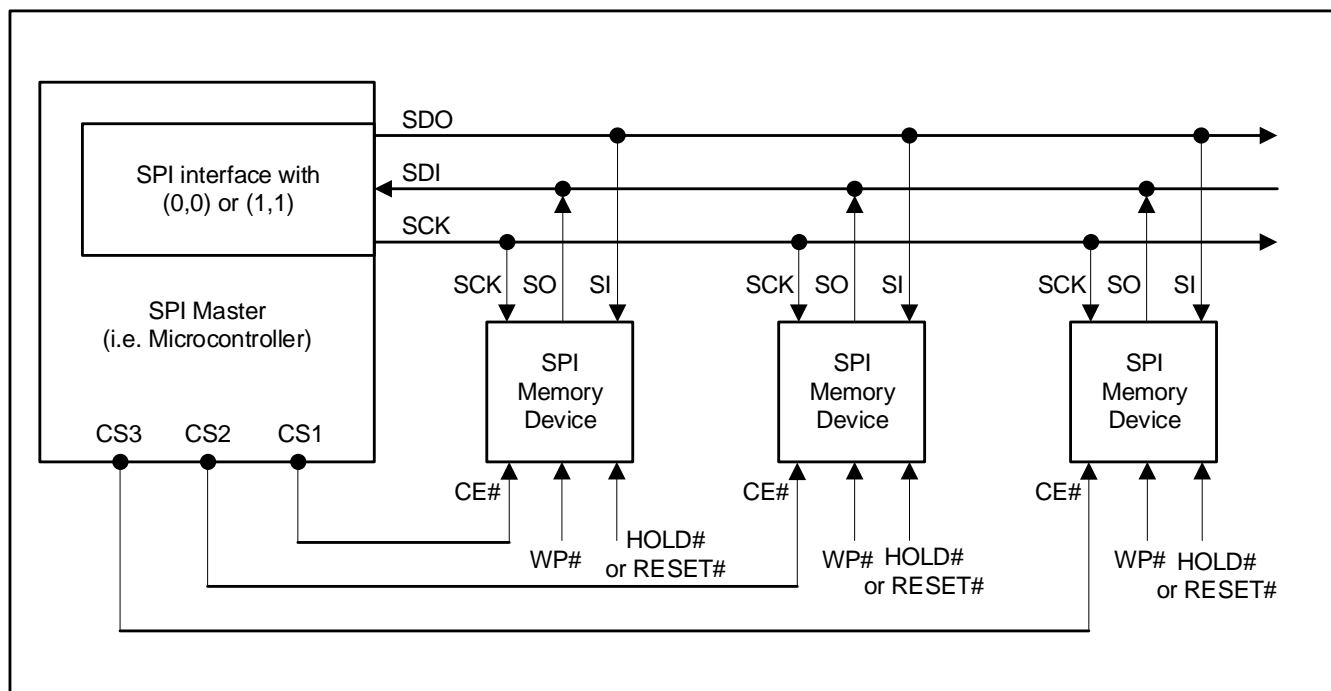 SDO
SPI interface with
(0,0) or (1,1)
SDI
SCK
SPI Master
(i.e. Microcontroller)
SCK SO SI
SCK SO SI
SCK SO SI
SPI
Memory
Device
SPI
Memory
Device
SPI
Memory
Device
CS3 CS2 CS1
CE#
WP#
HOLD#
or RESET#
CE#
WP#
HOLD#
or RESET#
CE#
WP#
HOLD#
or RESET#